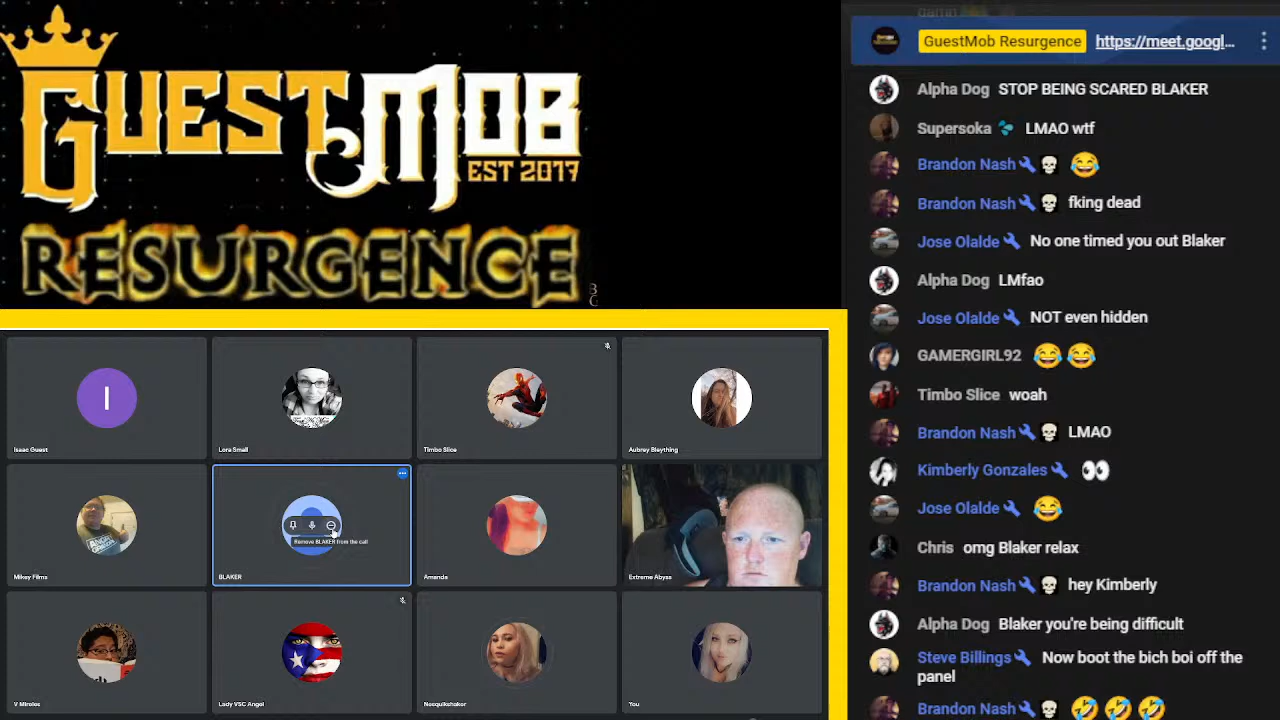 GUESTMOB
EST 2017
RESURGENCE
B
G
Isaac Guest
Lora Small
Timbo Slice
Aubrey Blaything
Mikey Films
Remove BLAKER from the call
BLAKER
Amanda
Extreme Abyss
V Miroles
Lady VSC Angel
Nesquikshaker
You
GuestMob Resurgence https://meet.googl...
Alpha Dog STOP BEING SCARED BLAKER
Supersoka LMAO wtf
Brandon Nash 😂
Brandon Nash fking dead
Jose Olalde No one timed you out Blaker
Alpha Dog LMfao
Jose Olalde NOT even hidden
GAMERGIRL92 😂😂
Timbo Slice woah
Brandon Nash LMAO
Kimberly Gonzales 👀
Jose Olalde 😂
Chris omg Blaker relax
Brandon Nash hey Kimberly
Alpha Dog Blaker you're being difficult
Steve Billings Now boot the bich boi off the
panel
Brandon Nash 🤣🤣🤣